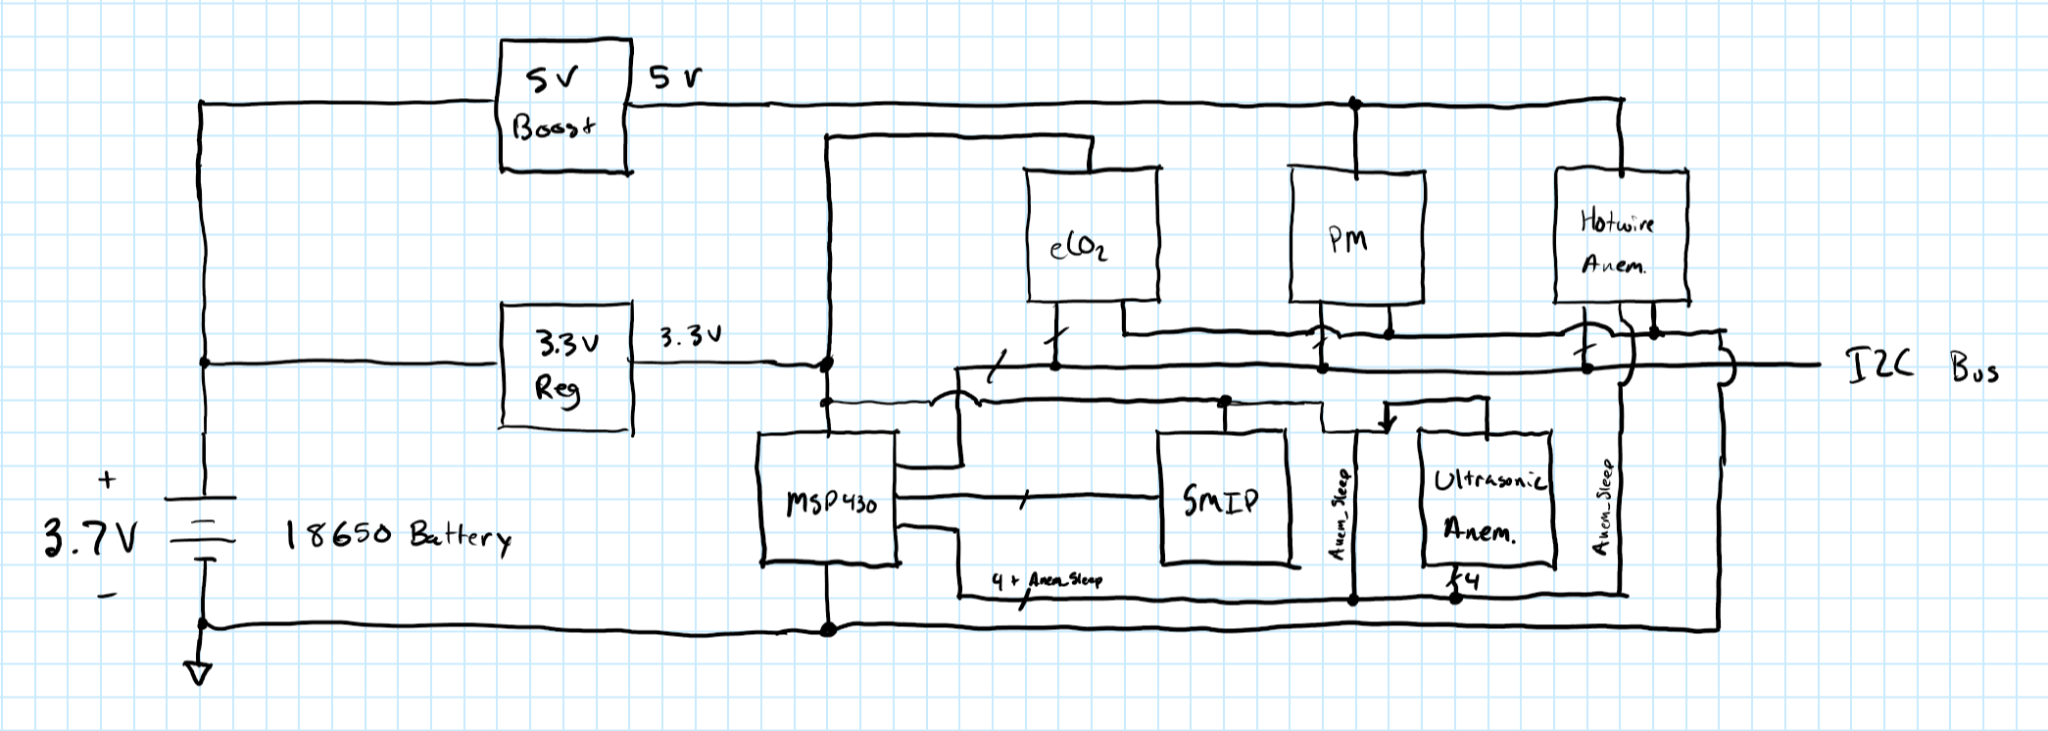 5V
Boost
5V
eCO2
PM
Hotwire
Anem.
3.3V
Reg
3.3V
I2C Bus
+
3.7V
-
18650 Battery
MSP430
SMIP
Anem_Sleep
Ultrasonic
Anem.
Anem_Sleep
4 + Anem_Sleep
4